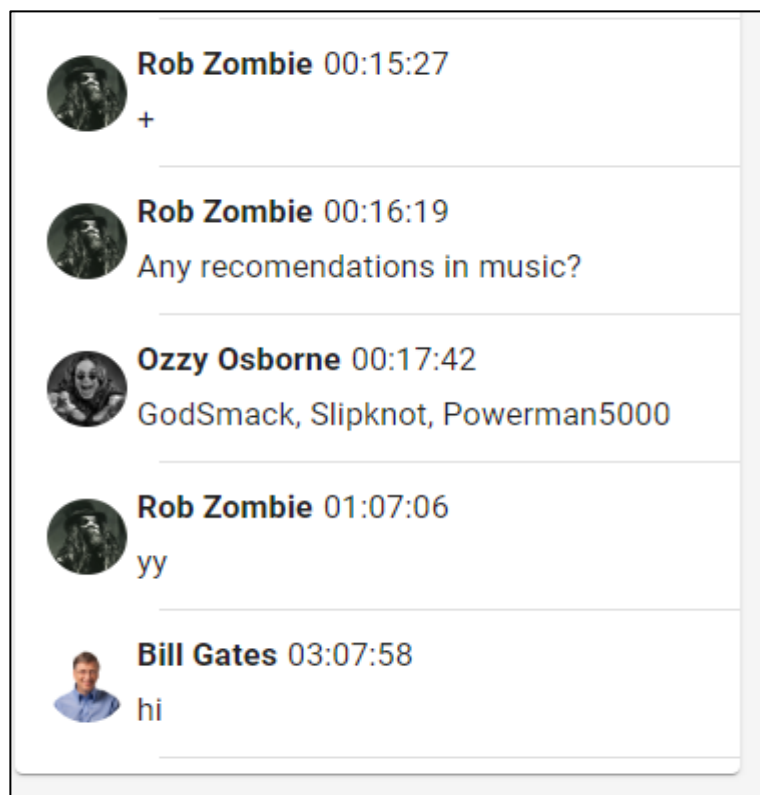 Rob Zombie 00:15:27
+
Rob Zombie 00:16:19
Any recomendations in music?
Ozzy Osborne 00:17:42
GodSmack, Slipknot, Powerman5000
Rob Zombie 01:07:06
yy
Bill Gates 03:07:58
hi